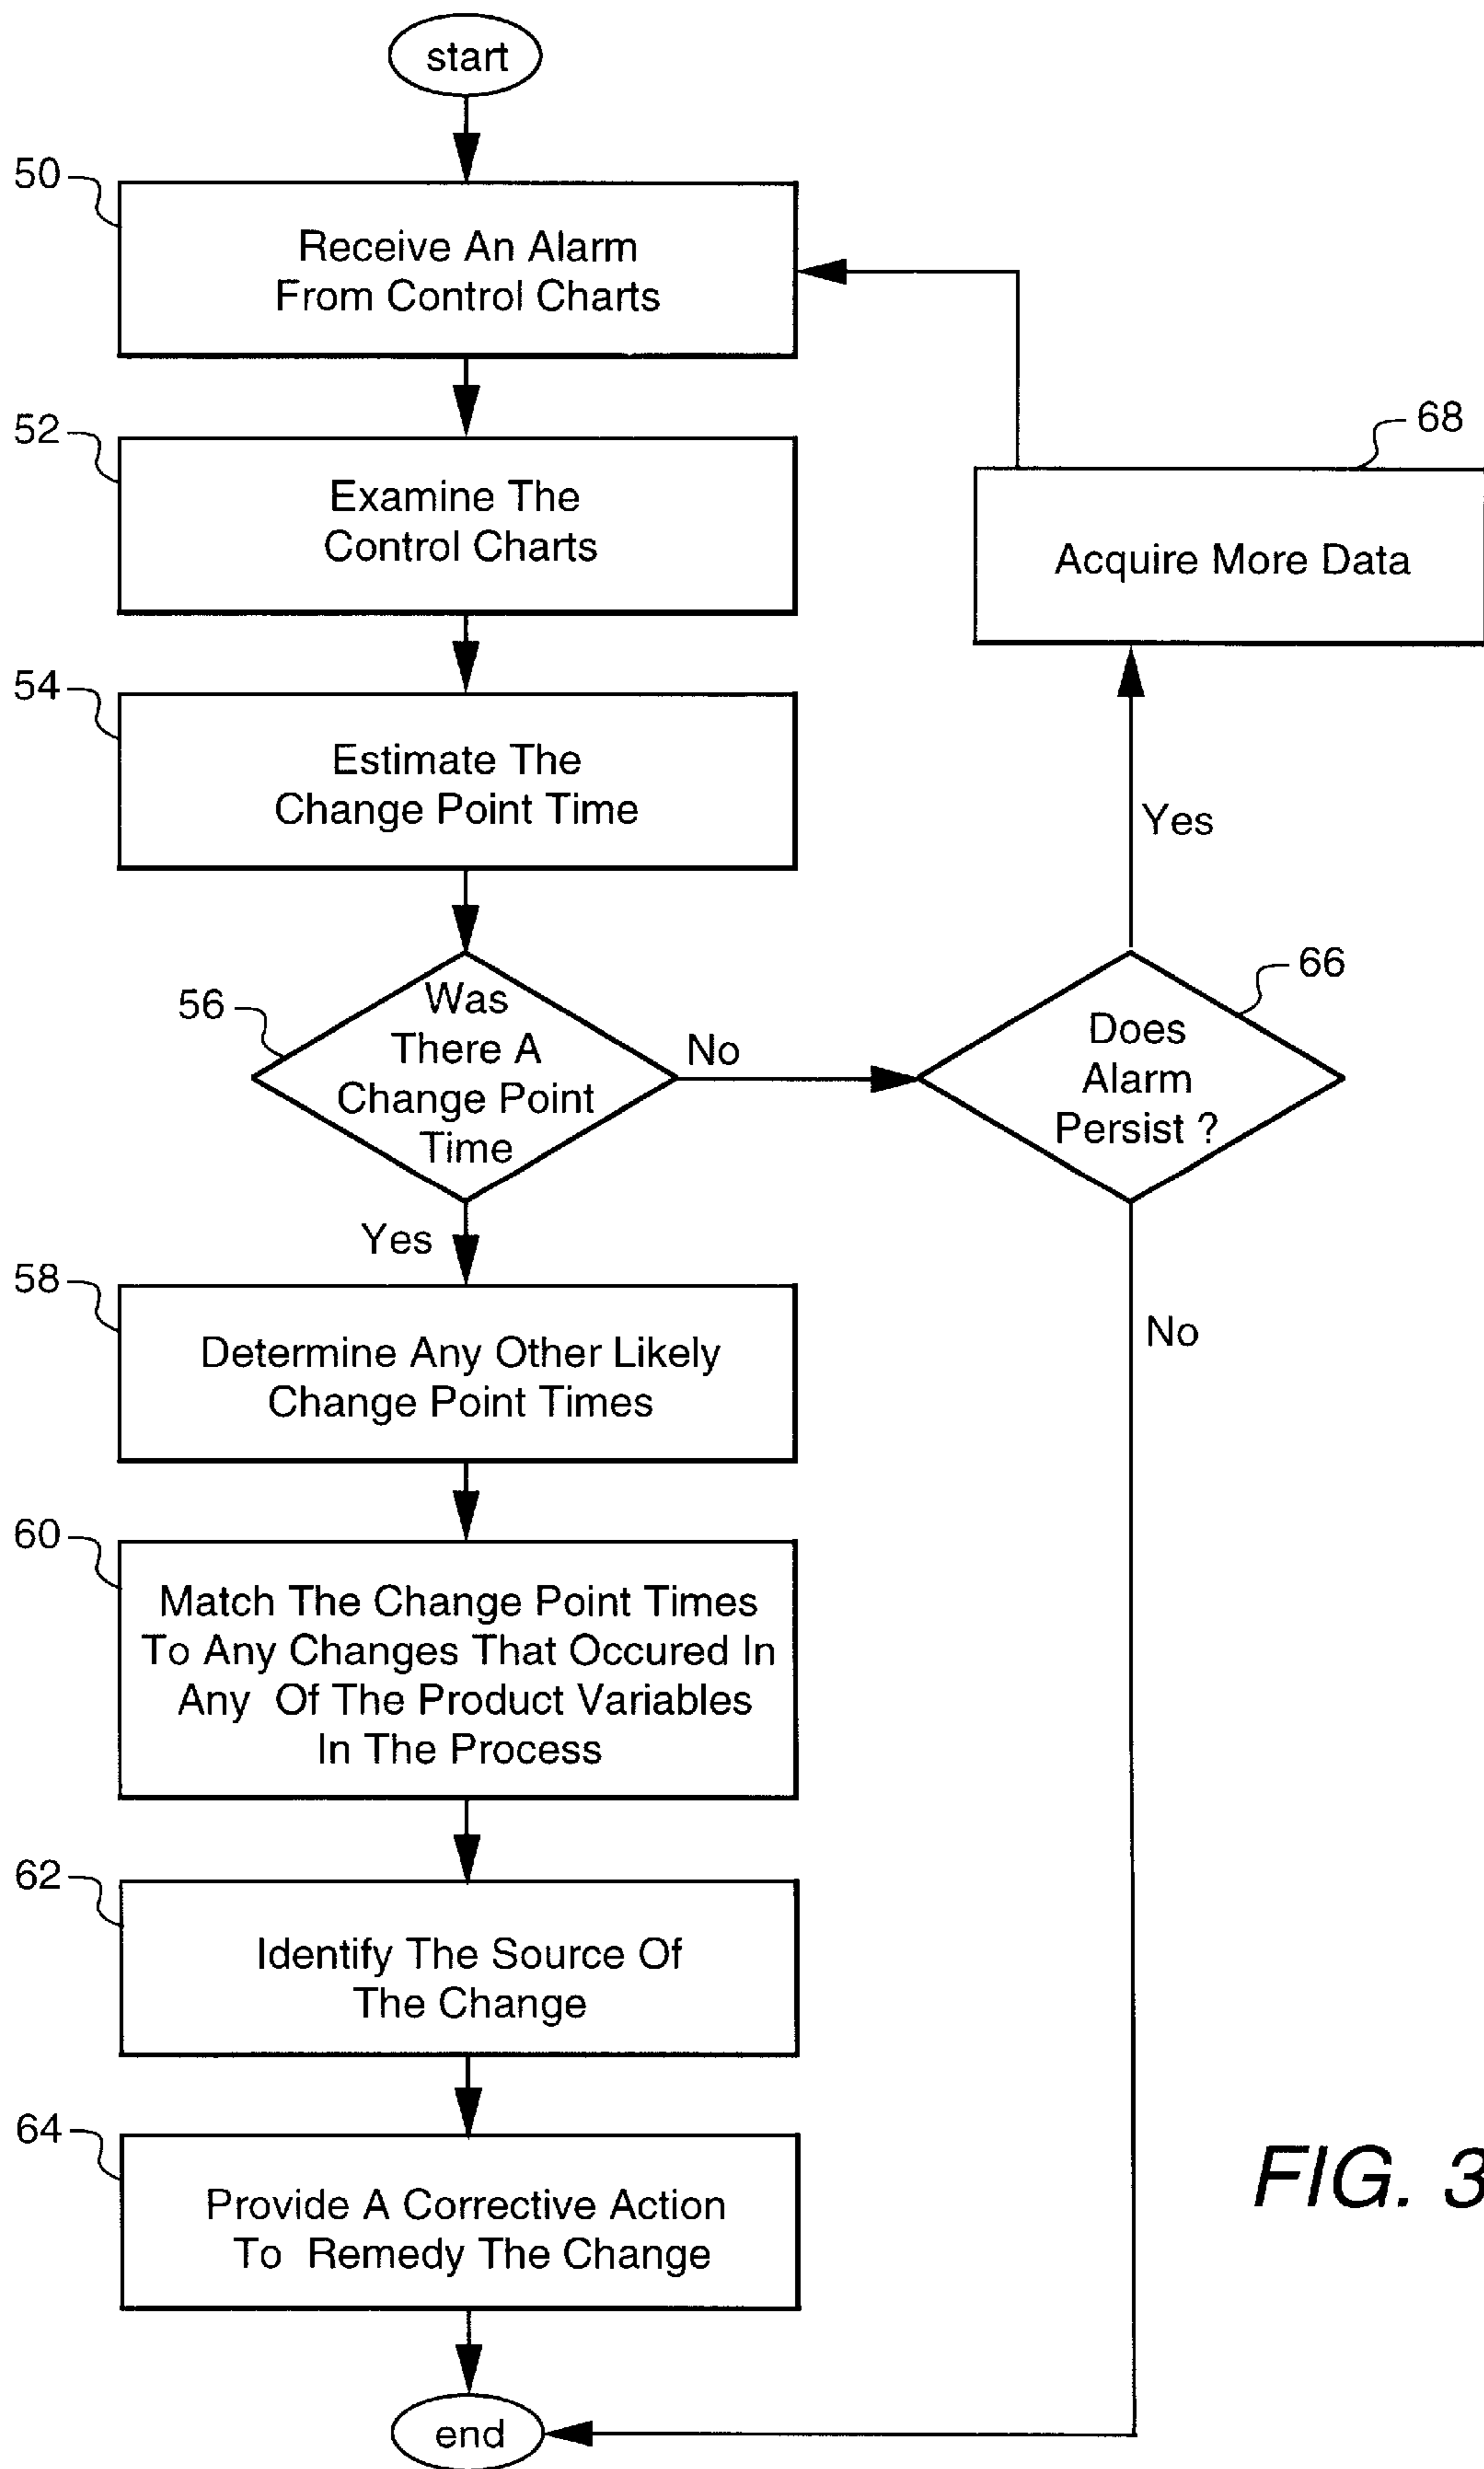 start
50
Receive An Alarm
From Control Charts
52
Examine The
Control Charts
68
Acquire More Data
54
Estimate The
Change Point Time
Yes
56
Was
There A
Change Point
Time
No
66
Does
Alarm
Persist ?
Yes
58
Determine Any Other Likely
Change Point Times
No
60
Match The Change Point Times
To Any Changes That Occured In
Any Of The Product Variables
In The Process
62
Identify The Source Of
The Change
64
Provide A Corrective Action
To Remedy The Change
FIG. 3
end